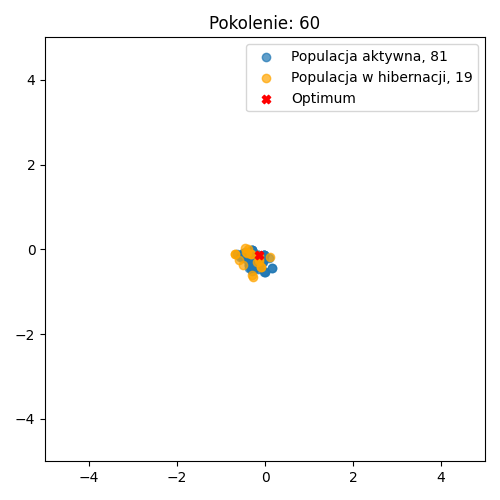 Pokolenie: 60
Populacja aktywna, 81
Populacja w hibernacji, 19
Optimum
4
2
0
−2
−4
−4
−2
0
2
4